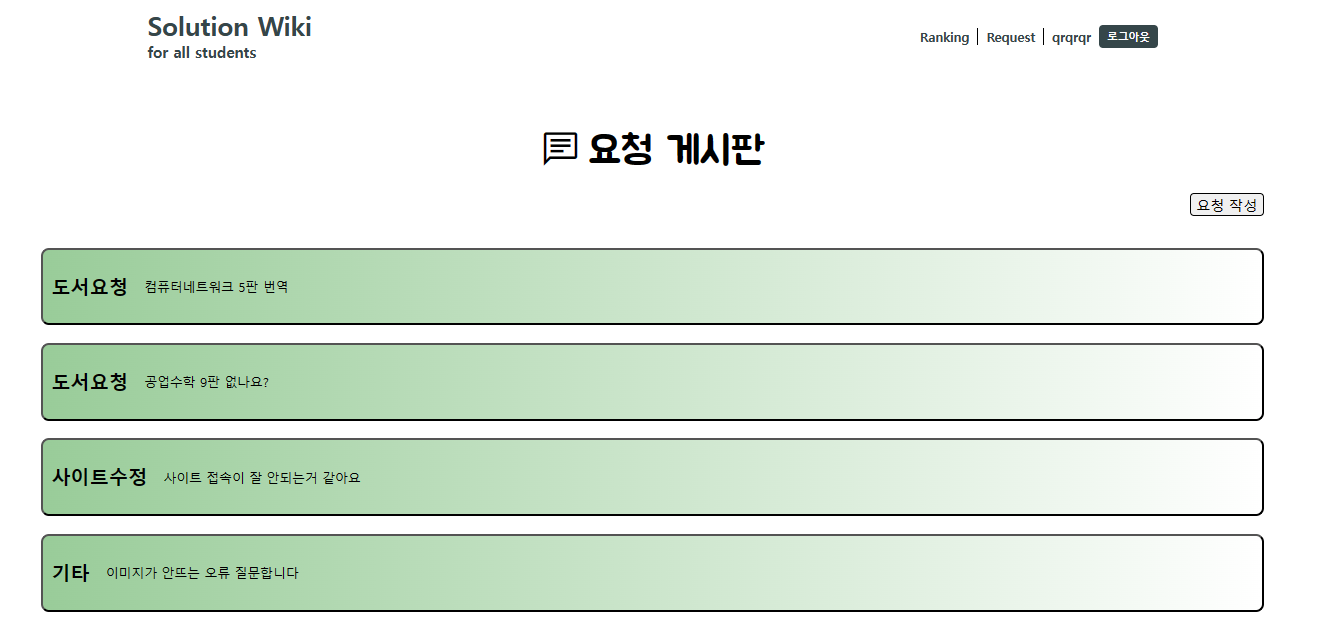 Solution Wiki
for all students
Ranking Request qrqrqr 로그아웃
요청 게시판
요청 작성
도서요청 컴퓨터네트워크 5판 번역
도서요청 공업수학 9판 없나요?
사이트수정 사이트 접속이 잘 안되는거 같아요
기타 이미지가 안뜨는 오류 질문합니다